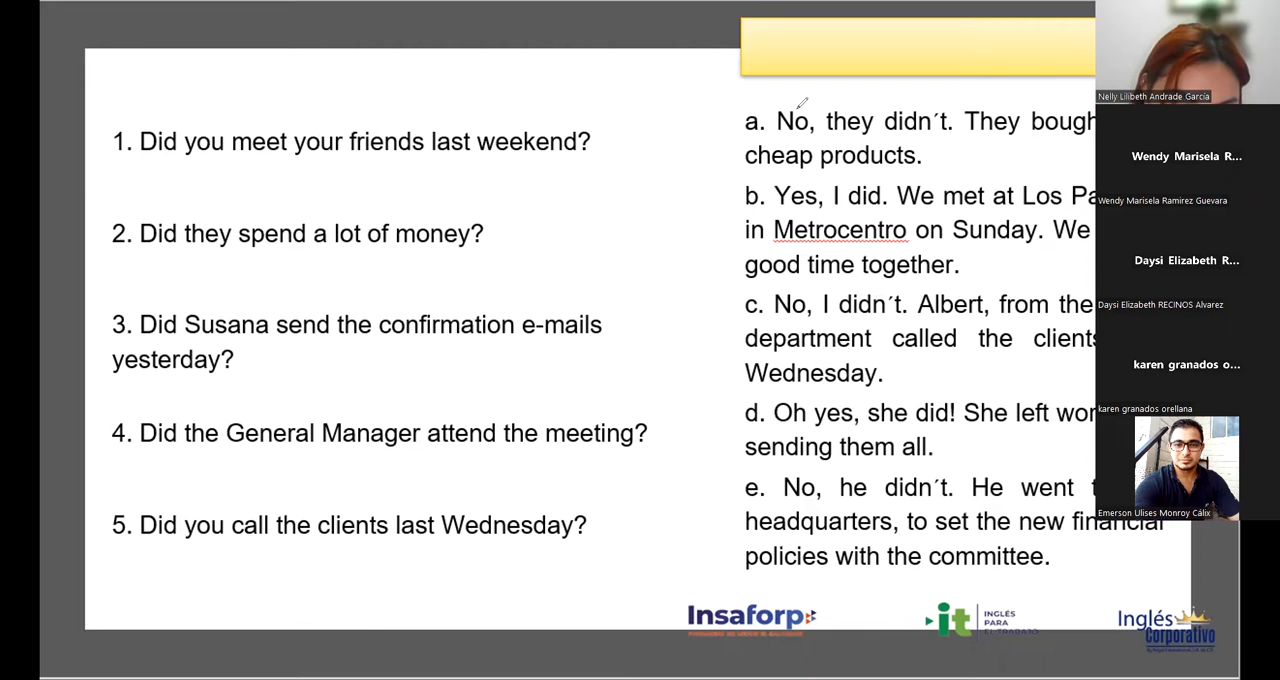 1. Did you meet your friends last weekend?
2. Did they spend a lot of money?
3. Did Susana send the confirmation e-mails
yesterday?
4. Did the General Manager attend the meeting?
5. Did you call the clients last Wednesday?
a. No, they didn´t. They bough
cheap products.
b. Yes, I did. We met at Los Pa
in Metrocentro on Sunday. We
good time together.
c. No, I didn´t. Albert, from the
department called the clients
Wednesday.
d. Oh yes, she did! She left wor
sending them all.
e. No, he didn´t. He went t
headquarters, to set the new financial
policies with the committee.
Insaforp
it
INGLÉS
PARA
EL TRABAJO
Inglés
Corporativo
Nelly Lilibeth Andrade García
Wendy Marisela R...
Wendy Marisela Ramirez Guevara
Daysi Elizabeth R...
Daysi Elizabeth RECINOS Alvarez
karen granados o...
karen granados orellana
Emerson Ulises Monroy Cálix